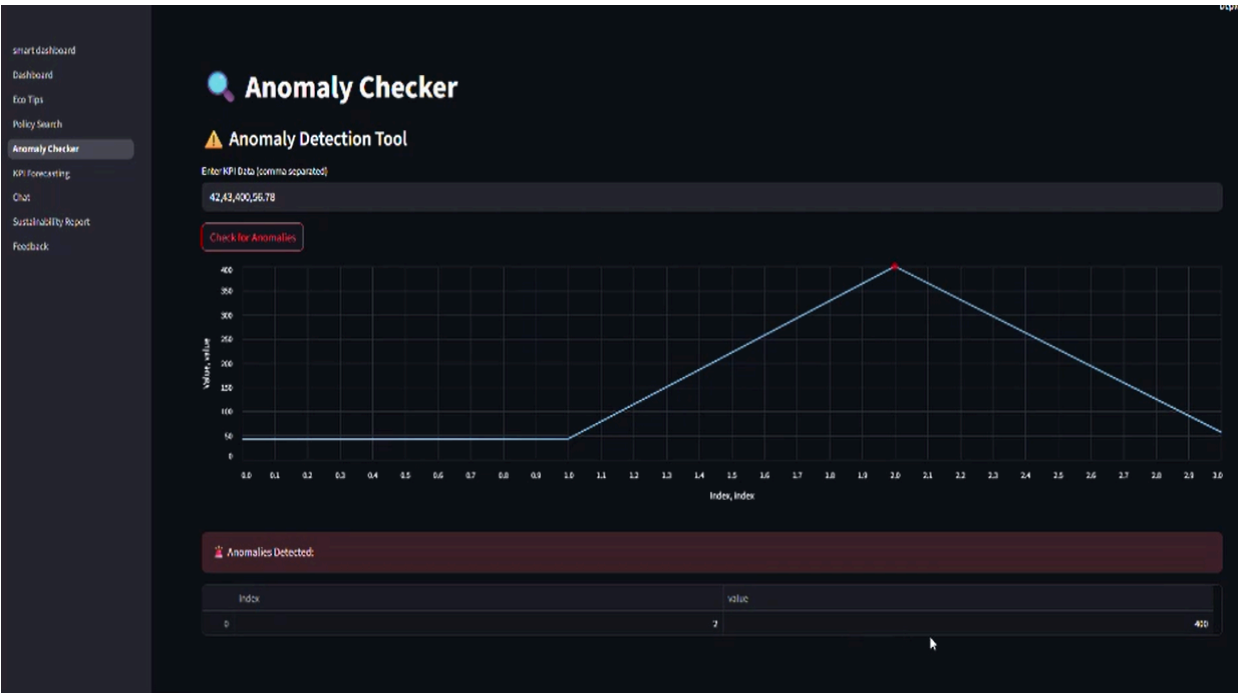 smart dashboard
Dashboard
Eco Tips
Policy Search
Anomaly Checker
KPI Forecasting
Chat
Sustainability Report
Feedback
Anomaly Checker
Anomaly Detection Tool
Enter KPI Data (comma separated)
42,43,400,56.78
Check for Anomalies
400
350
300
250
200
150
100
50
0
Value, value
0.0 0.1 0.2 0.3 0.4 0.5 0.6 0.7 0.8 0.9 1.0 1.1 1.2 1.3 1.4 1.5 1.6 1.7 1.8 1.9 2.0 2.1 2.2 2.3 2.4 2.5 2.6 2.7 2.8 2.9 3.0
Index, index
Anomalies Detected:
index value
0 2 400